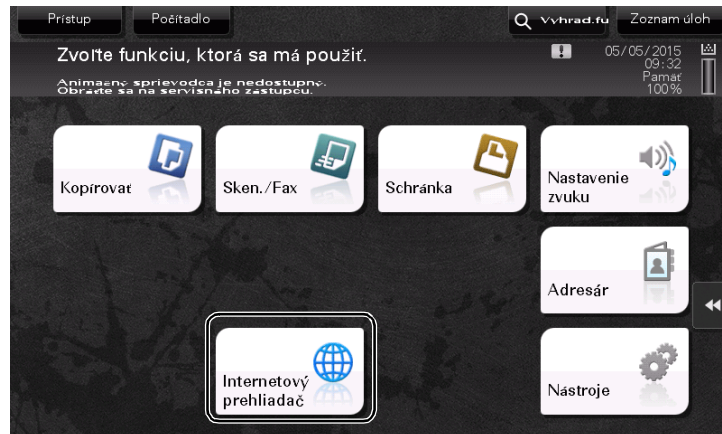 Prístup
Počítadlo
Vyhrad.fu
Zoznam úloh
Zvoľte funkciu, ktorá sa má použiť.
05/05/2015
09:32
Pamäť
100%
sprievodca je nedostupný.
Obráťte sa na servisného zástupcu.
Kopírovať
Sken./Fax
Schránka
Nastavenie
zvuku
Adresár
Internetový
prehliadač
Nástroje